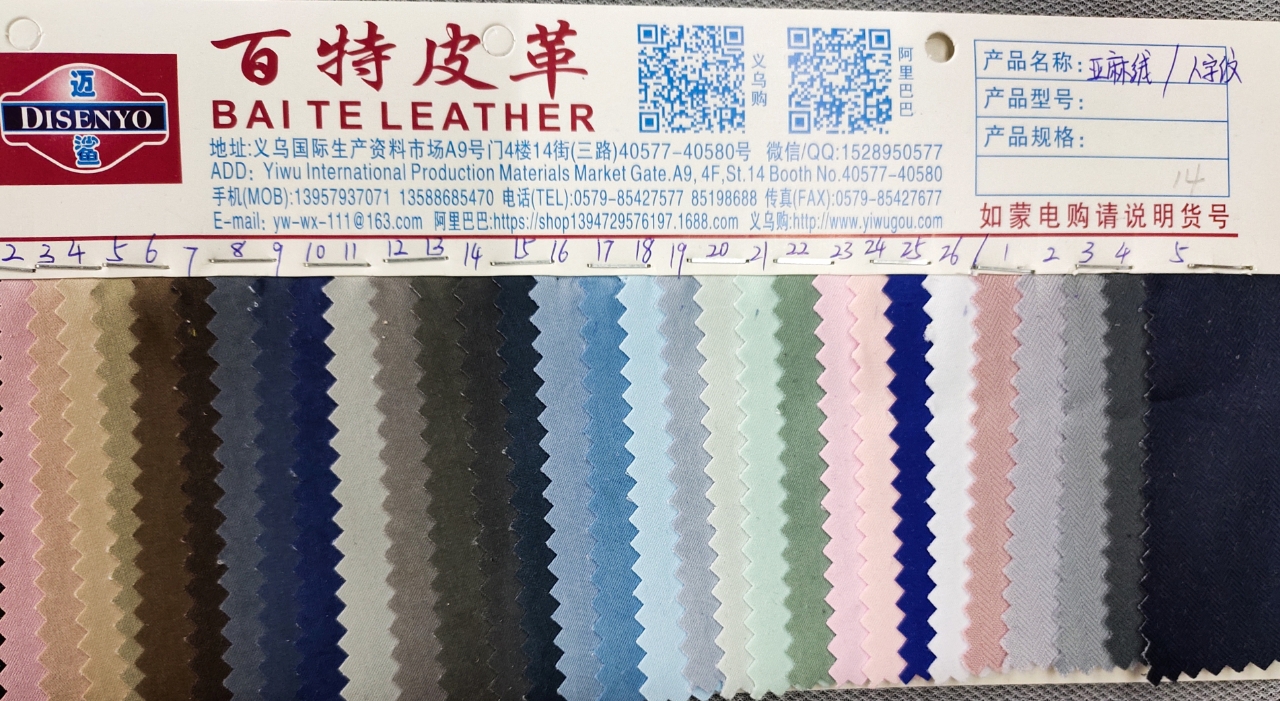 迈
DISENYO
鲨
百特皮革
BAI TE LEATHER
义乌购
阿里巴巴
地址:义乌国际生产资料市场A9号门4楼14街(三路)40577-40580号 微信/QQ:1528950577
ADD: Yiwu International Production Materials Market Gate.A9, 4F,St.14 Booth No.40577-40580
手机(MOB):13957937071 13588685470 电话(TEL):0579-85427577 85198688 传真(FAX):0579-85427677
E-mail: yw-wx-111@163.com 阿里巴巴:https://shop1394729576197.1688.com 义乌购:http://www.yiwugou.com
产品名称: 亚麻绒 / 人字纹
产品型号:
产品规格:
14
如蒙电购请说明货号
2 3 4 5 6 7 8 9 10 11 12 13 14 15 16 17 18 19 20 21 22 23 24 25 26 / 1 2 3 4 5